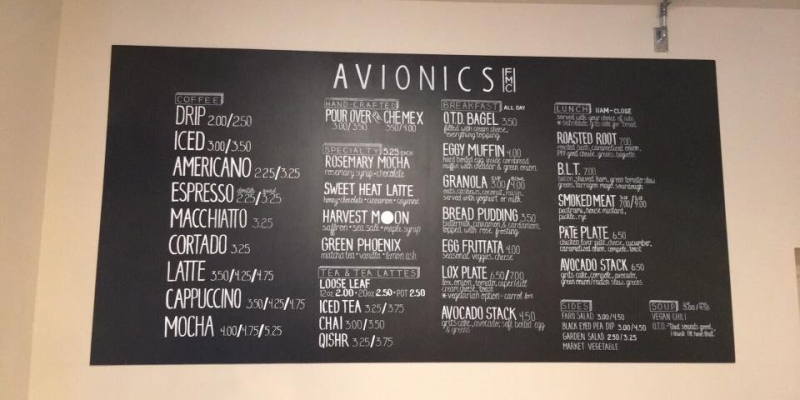 AVIONICS FMC
COFFEE
DRIP 2.00/2.50
ICED 3.00/3.50
AMERICANO 2.25/3.25
ESPRESSO 2.25/3.25
MACCHIATTO 3.25
CORTADO 3.25
LATTE 3.50/4.25/4.75
CAPPUCCINO 3.50/4.25/4.75
MOCHA 4.00/4.75/5.25
HAND-CRAFTED
POUR OVER CHEMEX
3.00/3.50 3.50/4.00
SPECIALTY 5.25 EACH
ROSEMARY MOCHA
rosemary syrup + chocolate
SWEET HEAT LATTE
honey + chocolate + cinnamon + cayenne
HARVEST MOON
saffron + sea salt + maple syrup
GREEN PHOENIX
matcha tea + vanilla + lemon ash
TEA & TEA LATTES
LOOSE LEAF
12oz 2.00 · 20oz 2.50 · POT 2.50
ICED TEA 3.25/3.75
CHAI 3.00/3.50
QISHR 3.25/3.75
BREAKFAST ALL DAY
O.T.D. BAGEL 3.50
filled with cream cheese,
everything topping
EGGY MUFFIN 4.00
hard boiled egg inside cornbread
muffin with cheddar & green onion
GRANOLA 3.00/4.00
oats, cashews, coconut,
served with yoghurt or milk
BREAD PUDDING 3.50
buttermilk, cinnamon & cardamom,
topped with rose frosting
EGG FRITTATA 4.00
seasonal veggies, cheese
LOX PLATE 6.50/7.00
lox, onion, tomato, caper/dill
cream cheese, toast
* vegetarian option - carrot lox
AVOCADO STACK 4.50
grits cake, avocado, soft boiled egg
& greens
LUNCH 11AM-CLOSE
served with your choice of side.
* substitute grits cake for bread
ROASTED ROOT 7.00
roasted beets, caramelized onion,
goat cheese, greens, baguette
B.L.T. 7.00
bacon, shaved ham, green tomato slaw
greens, tarragon mayo, sourdough
SMOKED MEAT 7.00/9.00
pastrami, house mustard,
pickle, rye
PÂTE PLATE 6.50
chicken liver pate, cheese, cucumber,
caramelized onion, compote, toast
AVOCADO STACK 6.50
grits cake, compote, avocado,
green onion/radish slaw, greens
SIDES
FARO SALAD 3.00/4.50
BLACK EYED PEA DIP 3.00/4.50
GARDEN SALAD 2.50/3.25
MARKET VEGETABLE
SOUP 3.00/4.50
VEGAN CHILI
O.T.D. "That sounds good,
I think I'll have that."